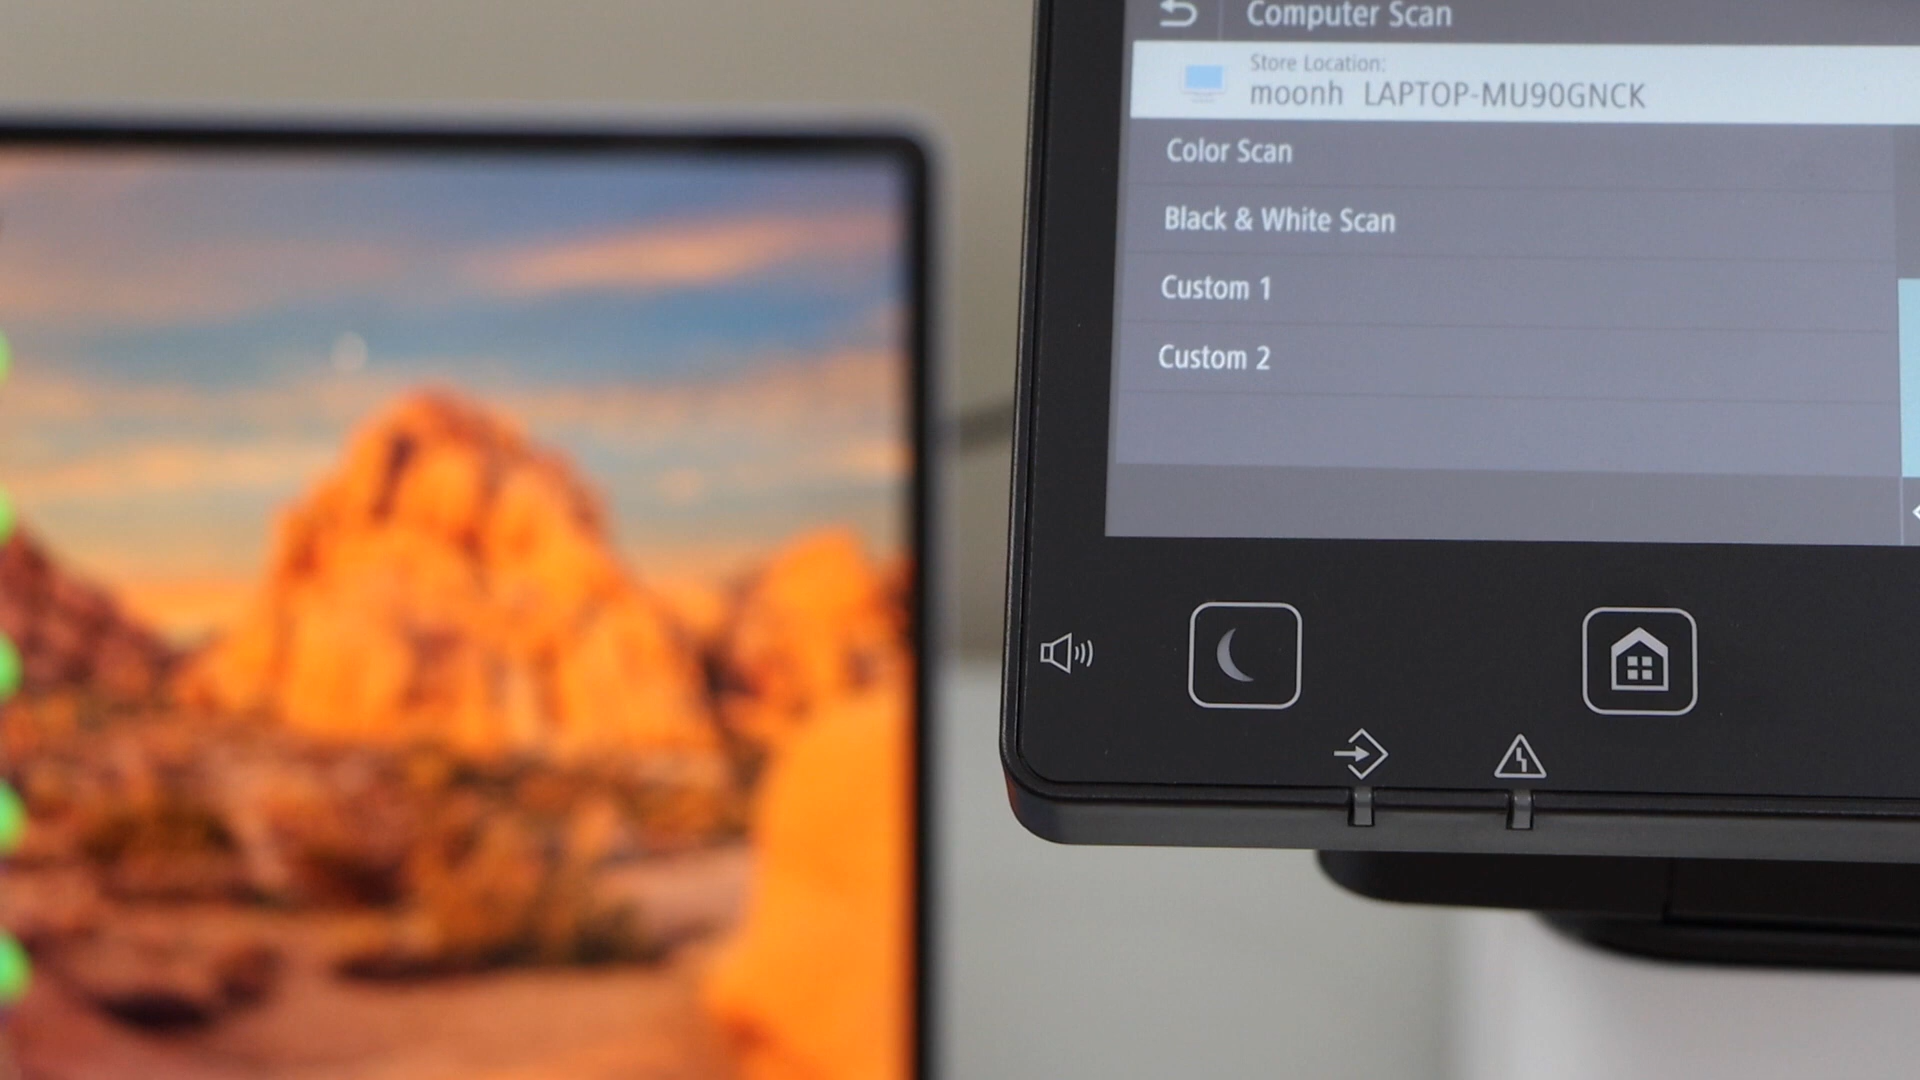 Computer Scan
Store Location:
moonh LAPTOP-MU90GNCK
Color Scan
Black & White Scan
Custom 1
Custom 2